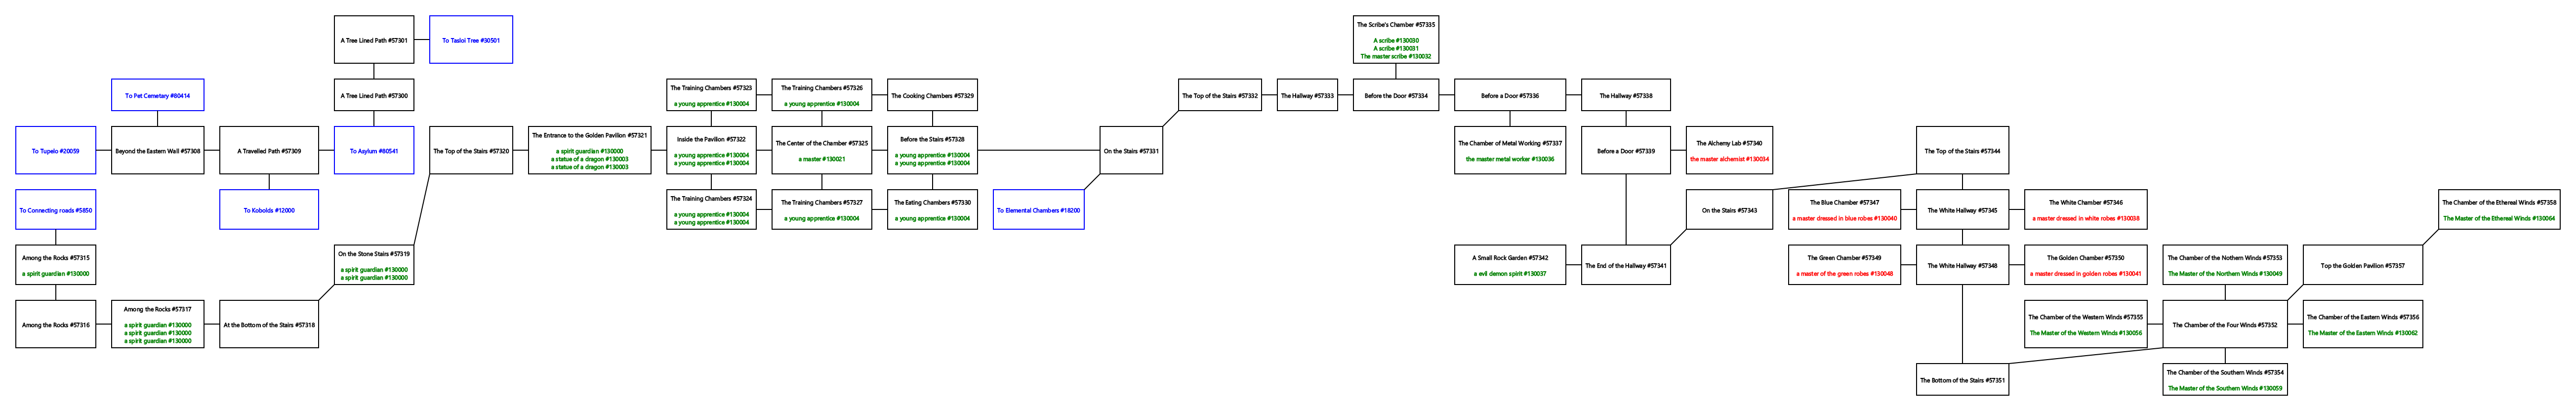 The Scribe's Chamber #57335
A scribe #130030
A scribe #130031
The master scribe #130032
A Tree Lined Path #57301
To Tasloi Tree #30501
To Pet Cemetary #80414
A Tree Lined Path #57300
The Training Chambers #57323
a young apprentice #130004
The Training Chambers #57326
a young apprentice #130004
The Cooking Chambers #57329
The Top of the Stairs #57332
The Hallway #57333
Before the Door #57334
Before a Door #57336
The Hallway #57338
To Tupelo #20059
Beyond the Eastern Wall #57308
A Travelled Path #57309
To Asylum #80541
The Top of the Stairs #57320
The Entrance to the Golden Pavilion #57321
a spirit guardian #130000
a statue of a dragon #130003
a statue of a dragon #130003
Inside the Pavilion #57322
a young apprentice #130004
a young apprentice #130004
The Center of the Chamber #57325
a master #130021
Before the Stairs #57328
a young apprentice #130004
a young apprentice #130004
On the Stairs #57331
The Chamber of Metal Working #57337
the master metal worker #130036
Before a Door #57339
The Alchemy Lab #57340
the master alchemist #130034
The Top of the Stairs #57344
To Connecting roads #5850
To Kobolds #12000
The Training Chambers #57324
a young apprentice #130004
a young apprentice #130004
The Training Chambers #57327
a young apprentice #130004
The Eating Chambers #57330
a young apprentice #130004
To Elemental Chambers #18200
On the Stairs #57343
The Blue Chamber #57347
a master dressed in blue robes #130040
The White Hallway #57345
The White Chamber #57346
a master dressed in white robes #130038
The Chamber of the Ethereal Winds #57358
The Master of the Ethereal Winds #130064
Among the Rocks #57315
a spirit guardian #130000
On the Stone Stairs #57319
a spirit guardian #130000
a spirit guardian #130000
A Small Rock Garden #57342
a evil demon spirit #130037
The End of the Hallway #57341
The Green Chamber #57349
a master of the green robes #130048
The White Hallway #57348
The Golden Chamber #57350
a master dressed in golden robes #130041
The Chamber of the Nothern Winds #57353
The Master of the Northern Winds #130049
Top the Golden Pavilion #57357
Among the Rocks #57316
Among the Rocks #57317
a spirit guardian #130000
a spirit guardian #130000
a spirit guardian #130000
At the Bottom of the Stairs #57318
The Chamber of the Western Winds #57355
The Master of the Western Winds #130056
The Chamber of the Four Winds #57352
The Chamber of the Eastern Winds #57356
The Master of the Eastern Winds #130062
The Bottom of the Stairs #57351
The Chamber of the Southern Winds #57354
The Master of the Southern Winds #130059